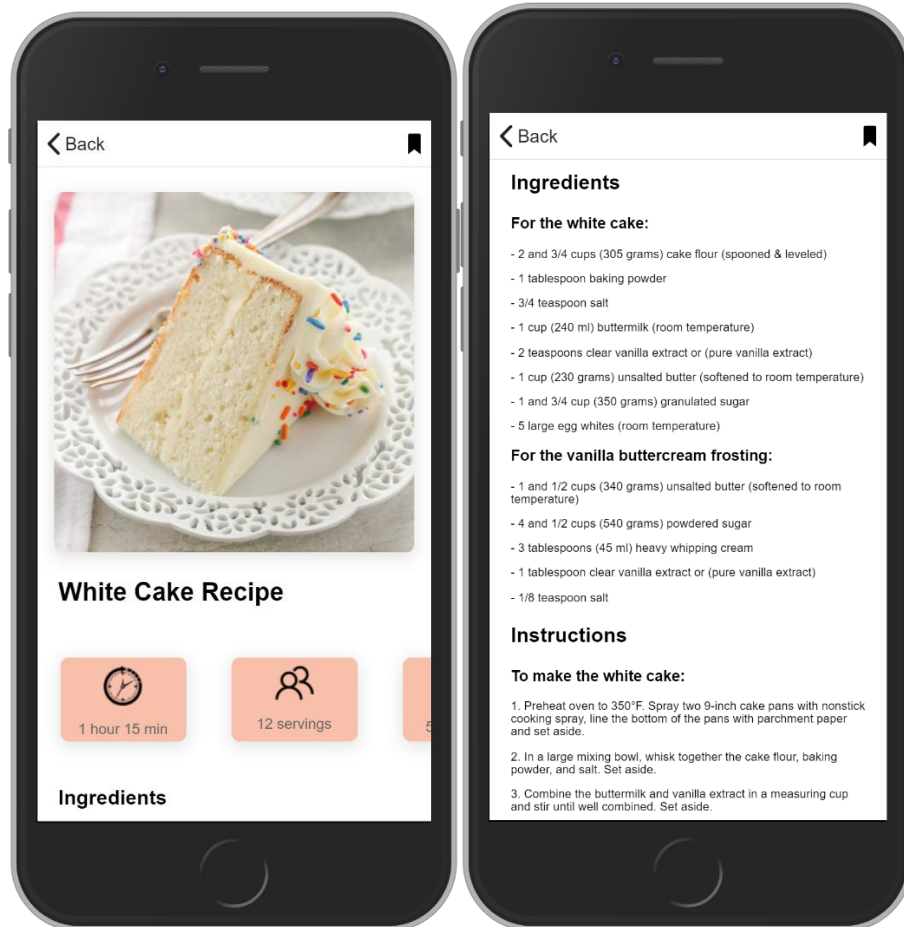 Back
White Cake Recipe
1 hour 15 min
12 servings
Ingredients
Back
Ingredients
For the white cake:
- 2 and 3/4 cups (305 grams) cake flour (spooned & leveled)
- 1 tablespoon baking powder
- 3/4 teaspoon salt
- 1 cup (240 ml) buttermilk (room temperature)
- 2 teaspoons clear vanilla extract or (pure vanilla extract)
- 1 cup (230 grams) unsalted butter (softened to room temperature)
- 1 and 3/4 cup (350 grams) granulated sugar
- 5 large egg whites (room temperature)
For the vanilla buttercream frosting:
- 1 and 1/2 cups (340 grams) unsalted butter (softened to room
temperature)
- 4 and 1/2 cups (540 grams) powdered sugar
- 3 tablespoons (45 ml) heavy whipping cream
- 1 tablespoon clear vanilla extract or (pure vanilla extract)
- 1/8 teaspoon salt
Instructions
To make the white cake:
1. Preheat oven to 350°F. Spray two 9-inch cake pans with nonstick
cooking spray, line the bottom of the pans with parchment paper
and set aside.
2. In a large mixing bowl, whisk together the cake flour, baking
powder, and salt. Set aside.
3. Combine the buttermilk and vanilla extract in a measuring cup
and stir until well combined. Set aside.